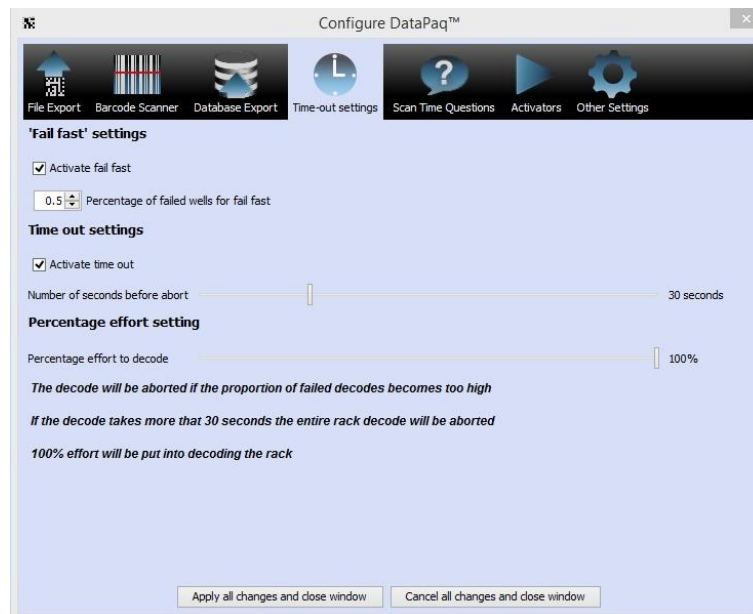 Configure DataPaq™
File Export Barcode Scanner Database Export Time-out settings Scan Time Questions Activators Other Settings
'Fail fast' settings
Activate fail fast
0.5 Percentage of failed wells for fail fast
Time out settings
Activate time out
Number of seconds before abort 30 seconds
Percentage effort setting
Percentage effort to decode 100%
The decode will be aborted if the proportion of failed decodes becomes too high
If the decode takes more that 30 seconds the entire rack decode will be aborted
100% effort will be put into decoding the rack
Apply all changes and close window Cancel all changes and close window